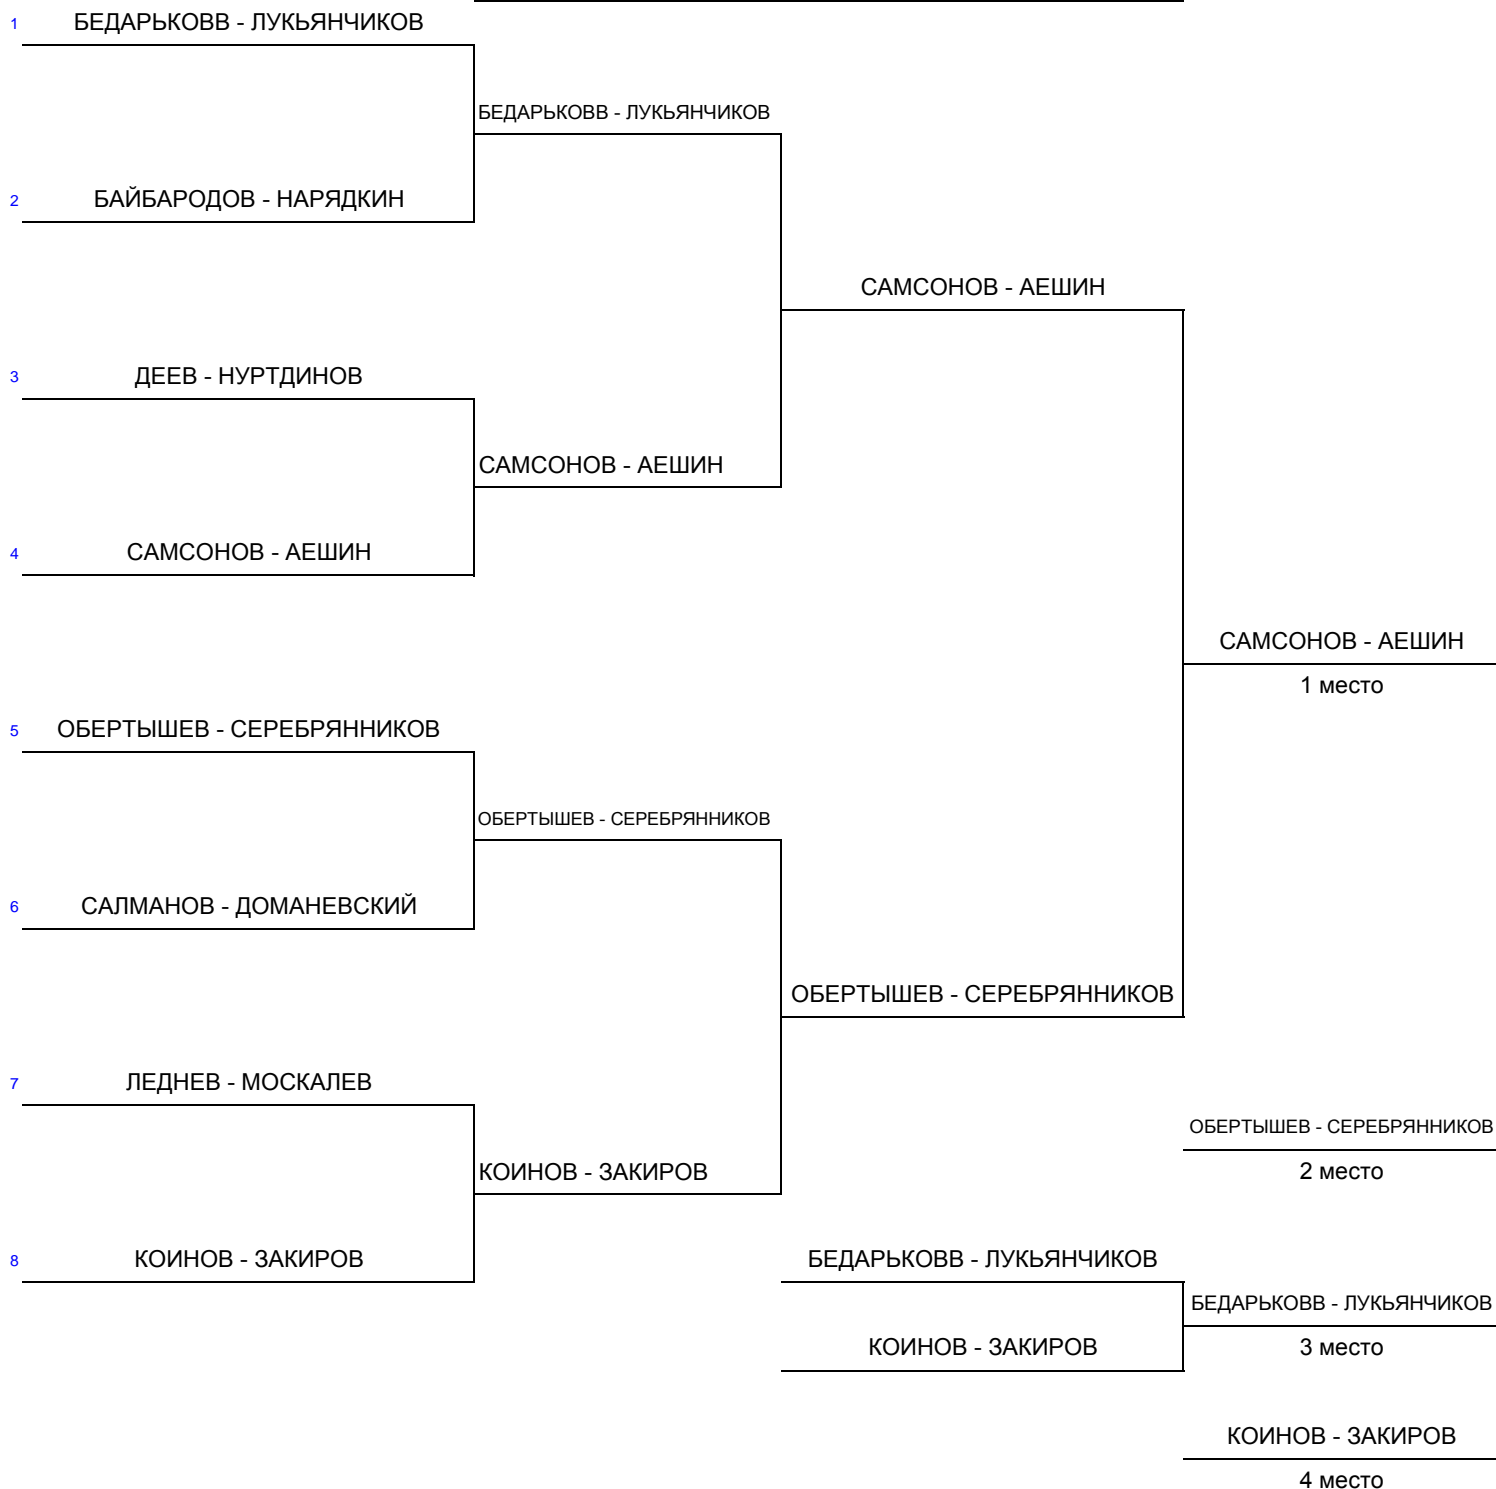 1 БЕДАРЬКОВВ - ЛУКЬЯНЧИКОВ
БЕДАРЬКОВВ - ЛУКЬЯНЧИКОВ
2 БАЙБАРОДОВ - НАРЯДКИН
САМСОНОВ - АЕШИН
3 ДЕЕВ - НУРТДИНОВ
САМСОНОВ - АЕШИН
4 САМСОНОВ - АЕШИН
САМСОНОВ - АЕШИН
1 место
5 ОБЕРТЫШЕВ - СЕРЕБРЯННИКОВ
ОБЕРТЫШЕВ - СЕРЕБРЯННИКОВ
6 САЛМАНОВ - ДОМАНЕВСКИЙ
ОБЕРТЫШЕВ - СЕРЕБРЯННИКОВ
7 ЛЕДНЕВ - МОСКАЛЕВ
ОБЕРТЫШЕВ - СЕРЕБРЯННИКОВ
КОИНОВ - ЗАКИРОВ
2 место
8 КОИНОВ - ЗАКИРОВ
БЕДАРЬКОВВ - ЛУКЬЯНЧИКОВ
БЕДАРЬКОВВ - ЛУКЬЯНЧИКОВ
КОИНОВ - ЗАКИРОВ
3 место
КОИНОВ - ЗАКИРОВ
4 место